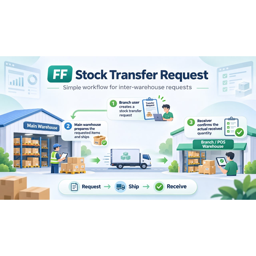 FF Stock Transfer Request
Simple workflow for inter-warehouse requests
1
Branch user
creates a
stock transfer
request
2
Main warehouse
prepares the
requested items
and ships
3
Receiver
confirms the
actual received
quantity
Main Warehouse
Branch / POS
Warehouse
Request → Ship → Receive